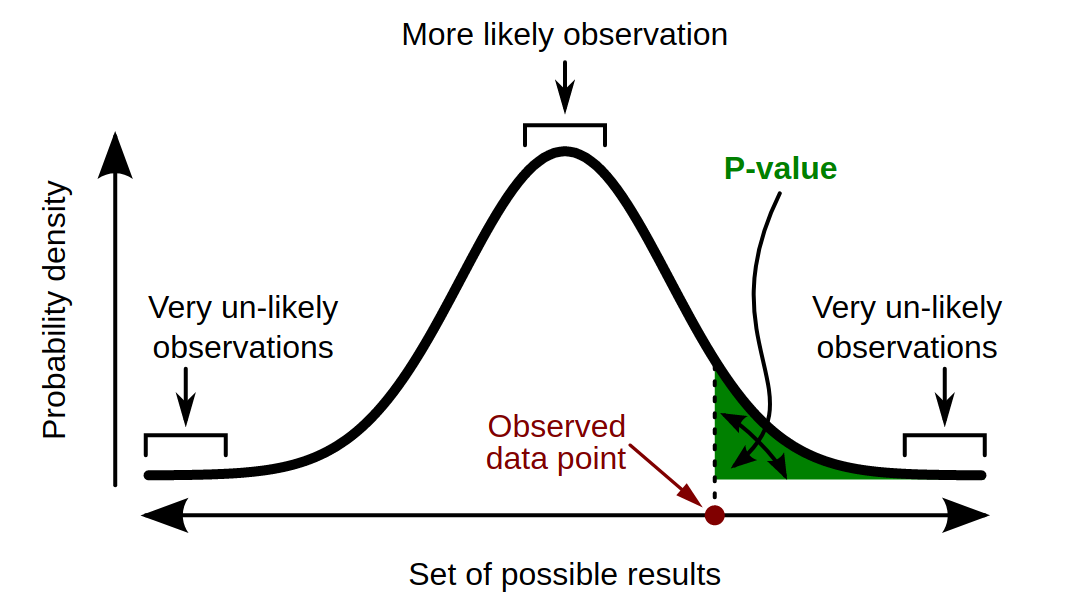 More likely observation
P-value
Probability density
Very un-likely
observations
Very un-likely
observations
Observed
data point
Set of possible results